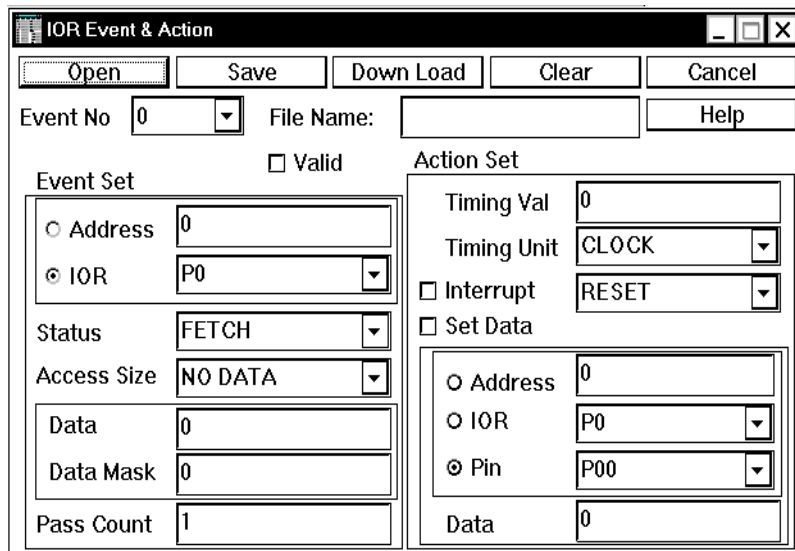 IOR Event & Action
Open Save Down Load Clear Cancel
Event No 0 File Name: Help
Valid
Event Set
Address 0
IOR P0
Status FETCH
Access Size NO DATA
Data 0
Data Mask 0
Pass Count 1
Action Set
Timing Val 0
Timing Unit CLOCK
Interrupt RESET
Set Data
Address 0
IOR P0
Pin P00
Data 0